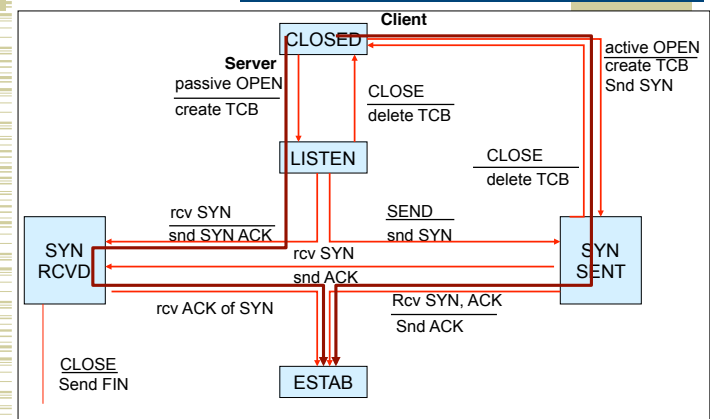 Client
CLOSED
active OPEN
create TCB
Snd SYN
Server
passive OPEN
create TCB
CLOSE
delete TCB
LISTEN
CLOSE
delete TCB
rcv SYN
snd SYN ACK
SEND
snd SYN
SYN
RCVD
rcv SYN
snd ACK
SYN
SENT
rcv ACK of SYN
Rcv SYN, ACK
Snd ACK
CLOSE
Send FIN
ESTAB